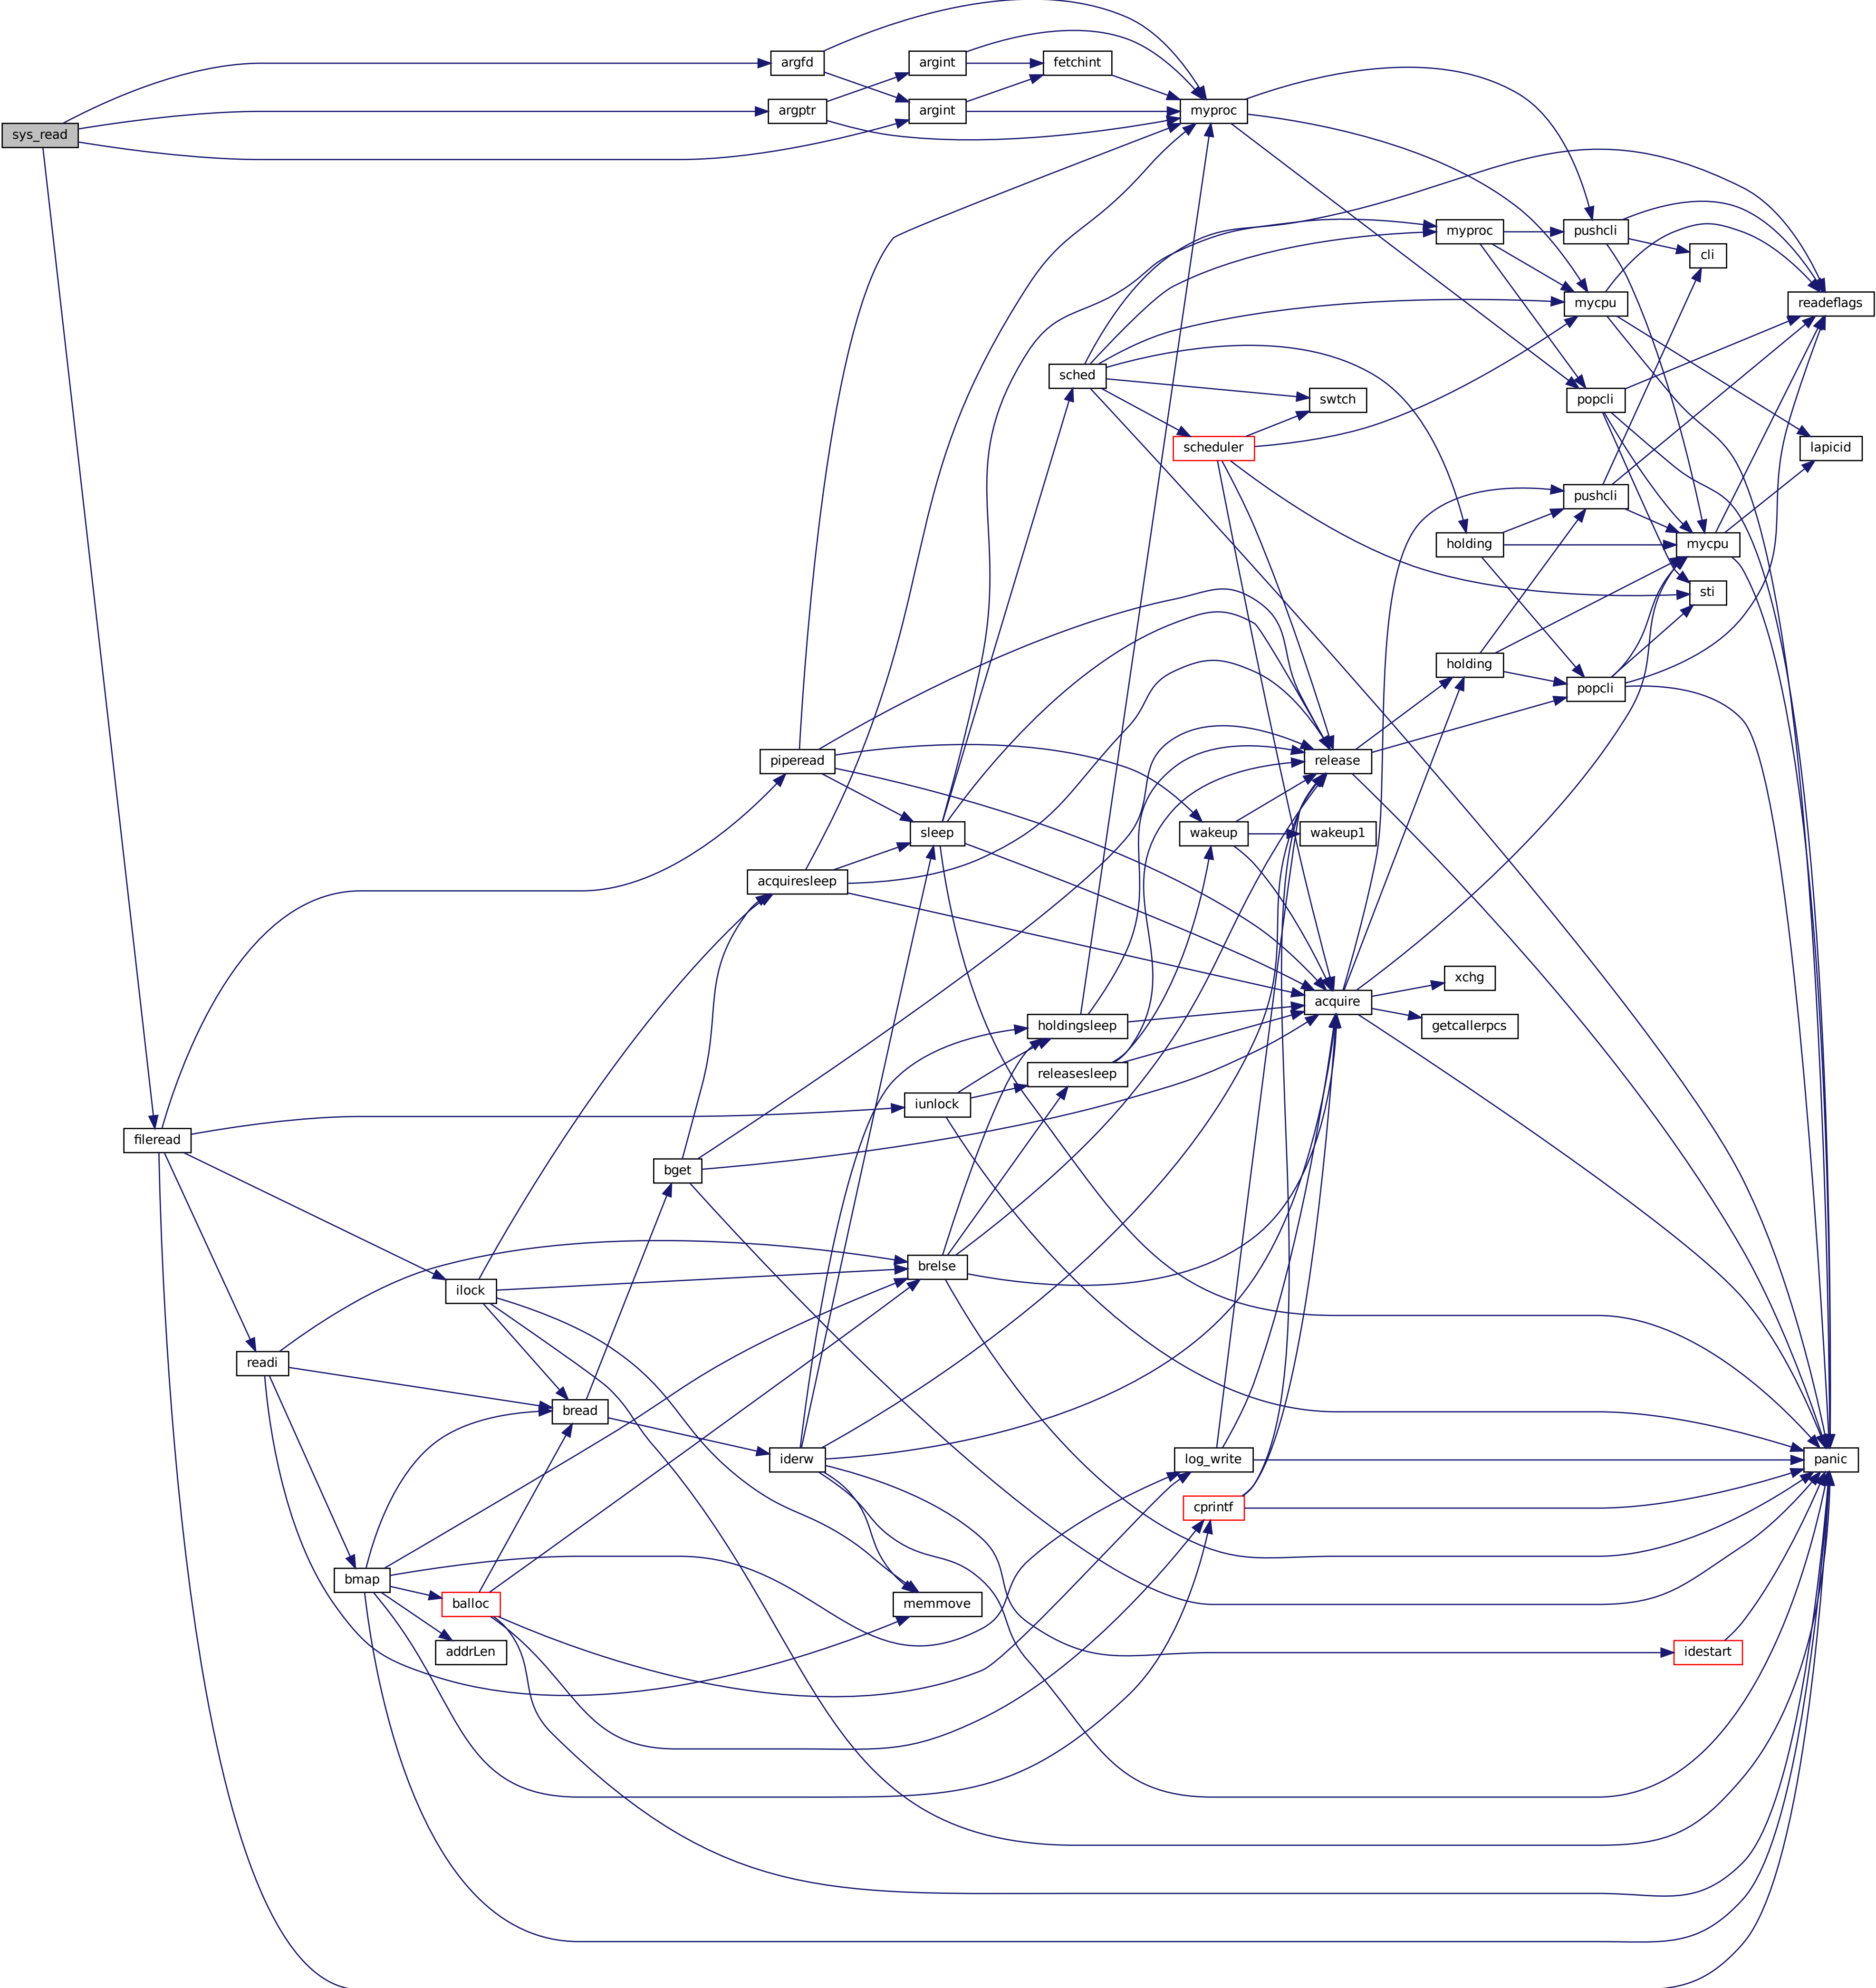 sys_read
argfd
argint
fetchint
argptr
argint
myproc
myproc
pushcli
cli
mycpu
readeflags
sched
swtch
popcli
scheduler
lapicid
pushcli
holding
mycpu
sti
holding
popcli
piperead
release
sleep
wakeup
wakeup1
acquiresleep
xchg
acquire
holdingsleep
getcallerpcs
releasesleep
iunlock
fileread
bget
brelse
ilock
readi
bread
iderw
log_write
panic
cprintf
bmap
balloc
memmove
addrLen
idestart